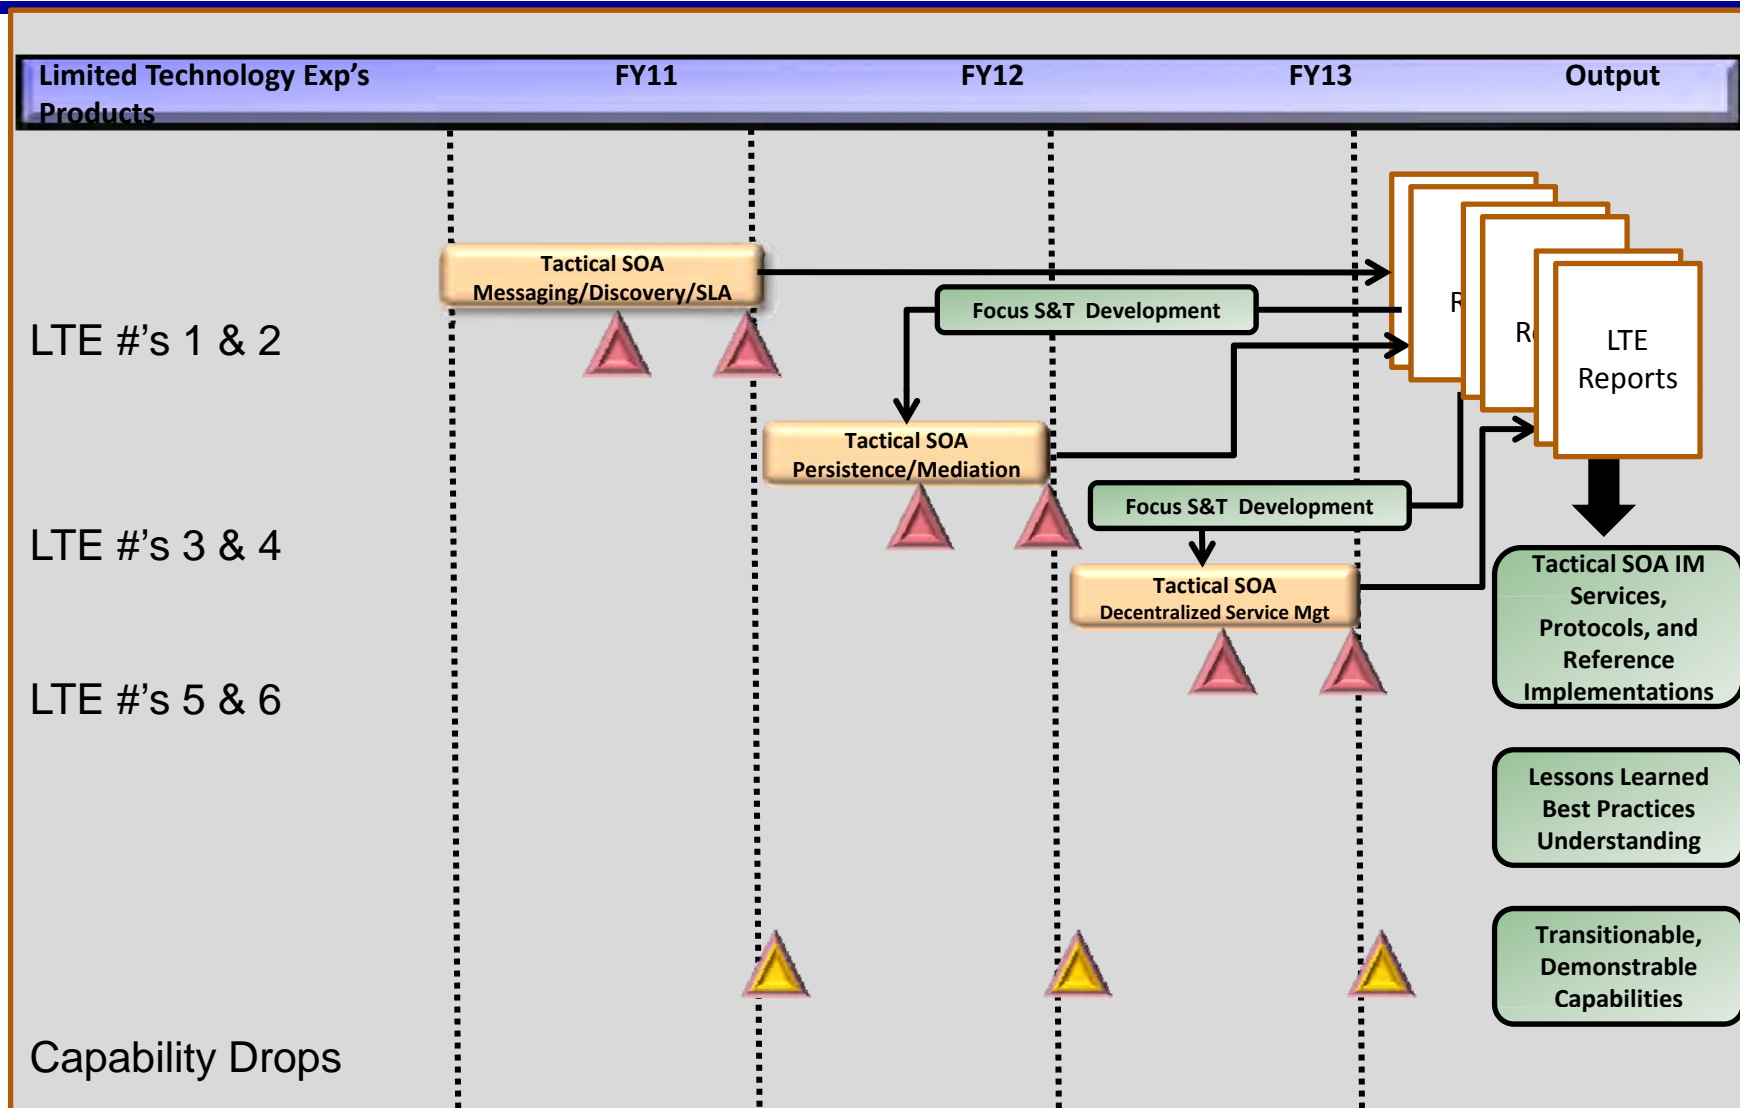 Limited Technology Exp's
Products
FY11
FY12
FY13
Output
Tactical SOA
Messaging/Discovery/SLA
Focus S&T Development
LTE #'s 1 & 2
LTE
Reports
Tactical SOA
Persistence/Mediation
Focus S&T Development
LTE #'s 3 & 4
Tactical SOA
Decentralized Service Mgt
Tactical SOA IM
Services,
Protocols, and
Reference
Implementations
LTE #'s 5 & 6
Lessons Learned
Best Practices
Understanding
Transitionable,
Demonstrable
Capabilities
Capability Drops